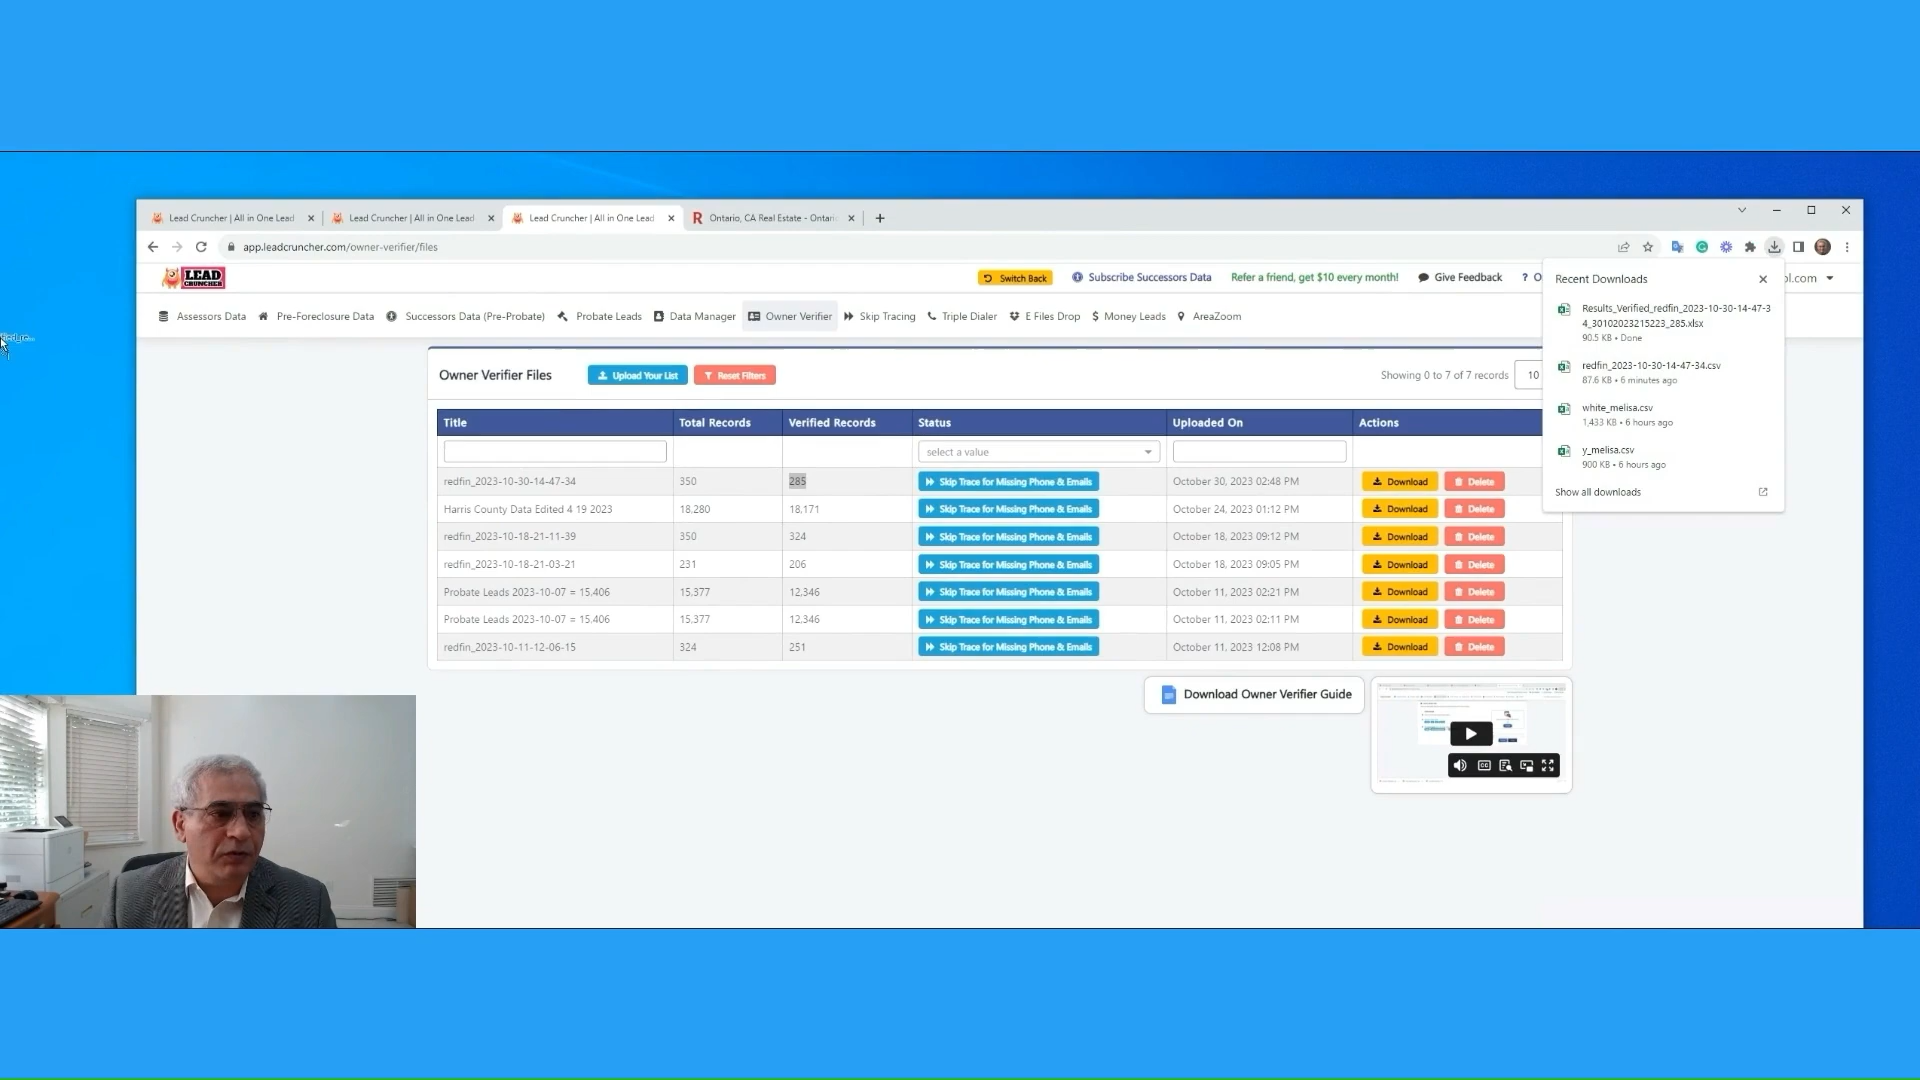 Lead Cruncher | All in One Lead
Lead Cruncher | All in One Lead
Lead Cruncher | All in One Lead
Ontario, CA Real Estate - Ontari
app.leadcruncher.com/owner-verifier/files
LEAD
CRUNCHER
Switch Back
Subscribe Successors Data
Refer a friend, get $10 every month!
Give Feedback
? O
ol.com
Assessors Data
Pre-Foreclosure Data
Successors Data (Pre-Probate)
Probate Leads
Data Manager
Owner Verifier
Skip Tracing
Triple Dialer
E Files Drop
$ Money Leads
AreaZoom
Recent Downloads
Results_Verified_redfin_2023-10-30-14-47-3
4_30102023215223_285.xlsx
90.5 KB • Done
redfin_2023-10-30-14-47-34.csv
87.6 KB • 6 minutes ago
white_melisa.csv
1,433 KB • 6 hours ago
y_melisa.csv
900 KB • 6 hours ago
Show all downloads
Owner Verifier Files
Upload Your List
Reset Filters
Showing 0 to 7 of 7 records
10
Title Total Records Verified Records Status Uploaded On Actions
select a value
redfin_2023-10-30-14-47-34 350 285 Skip Trace for Missing Phone & Emails October 30, 2023 02:48 PM Download Delete
Harris County Data Edited 4 19 2023 18,280 18,171 Skip Trace for Missing Phone & Emails October 24, 2023 01:12 PM Download Delete
redfin_2023-10-18-21-11-39 350 324 Skip Trace for Missing Phone & Emails October 18, 2023 09:12 PM Download Delete
redfin_2023-10-18-21-03-21 231 206 Skip Trace for Missing Phone & Emails October 18, 2023 09:05 PM Download Delete
Probate Leads 2023-10-07 = 15,406 15,377 12,346 Skip Trace for Missing Phone & Emails October 11, 2023 02:21 PM Download Delete
Probate Leads 2023-10-07 = 15,406 15,377 12,346 Skip Trace for Missing Phone & Emails October 11, 2023 02:11 PM Download Delete
redfin_2023-10-11-12-06-15 324 251 Skip Trace for Missing Phone & Emails October 11, 2023 12:08 PM Download Delete
Download Owner Verifier Guide